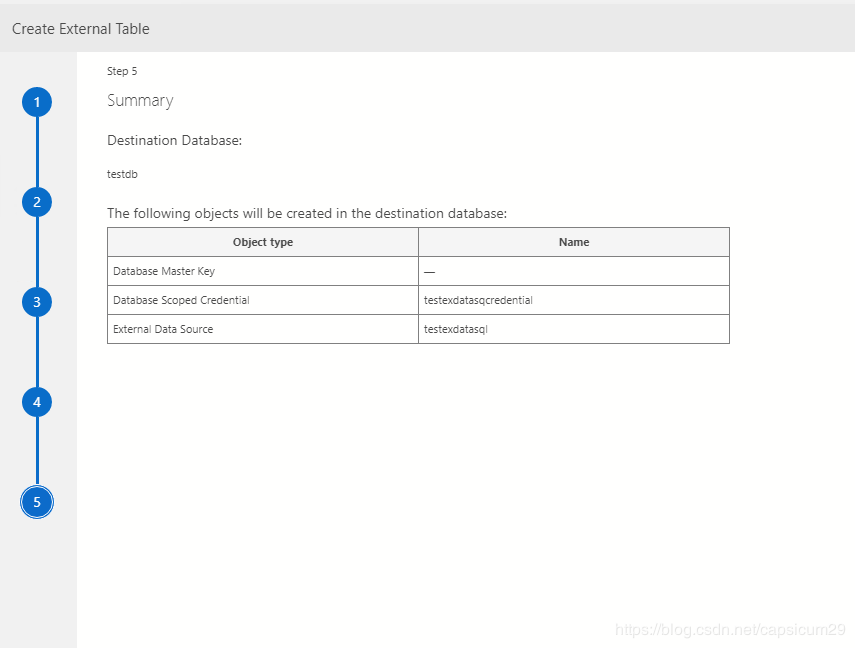 Create External Table
1
2
3
4
5
Step 5
Summary
Destination Database:
testdb
The following objects will be created in the destination database:
Object type Name
Database Master Key —
Database Scoped Credential testexdatasqcredential
External Data Source testexdatasql
https://blog.csdn.net/capsicum29